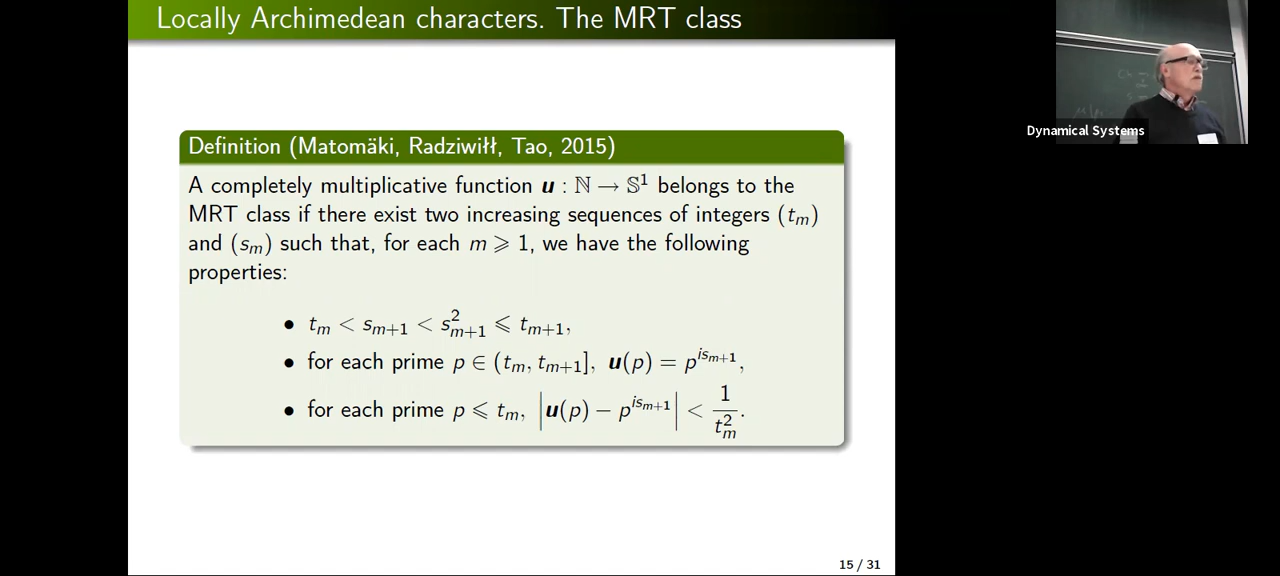 Locally Archimedean characters. The MRT class
Definition (Matomäki, Radziwiłł, Tao, 2015)
A completely multiplicative function u : ℕ → 𝕊¹ belongs to the
MRT class if there exist two increasing sequences of integers (tₘ)
and (sₘ) such that, for each m ⩾ 1, we have the following
properties:
• tₘ < sₘ₊₁ < s²ₘ₊₁ ⩽ tₘ₊₁,
• for each prime p ∈ (tₘ, tₘ₊₁], u(p) = p^{is_{m+1}},
• for each prime p ⩽ tₘ, |u(p) − p^{is_{m+1}}| < 1/t²ₘ.
15 / 31
Dynamical Systems